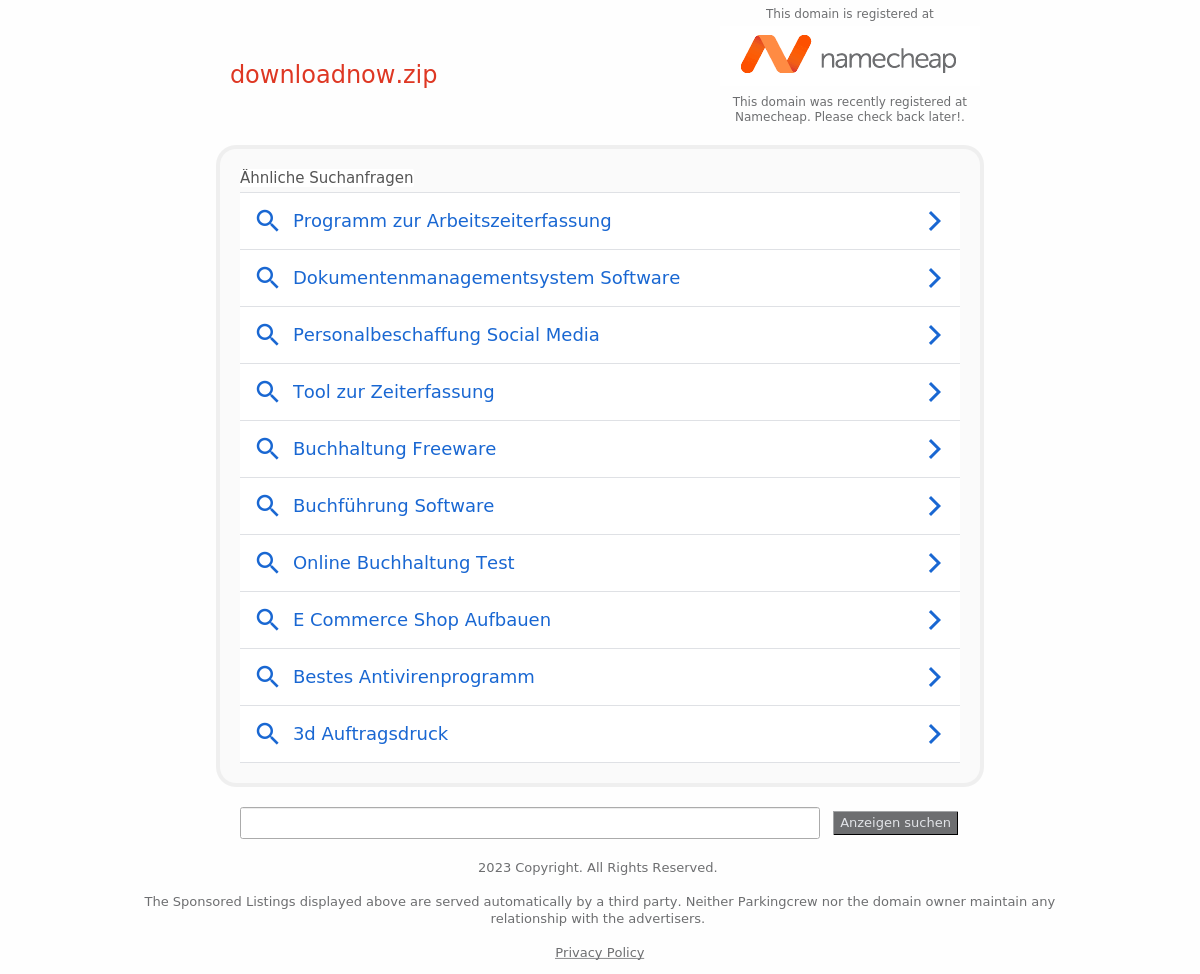 This domain is registered at
namecheap
downloadnow.zip
This domain was recently registered at
Namecheap. Please check back later!.
Ähnliche Suchanfragen
Programm zur Arbeitszeiterfassung
Dokumentenmanagementsystem Software
Personalbeschaffung Social Media
Tool zur Zeiterfassung
Buchhaltung Freeware
Buchführung Software
Online Buchhaltung Test
E Commerce Shop Aufbauen
Bestes Antivirenprogramm
3d Auftragsdruck
Anzeigen suchen
2023 Copyright. All Rights Reserved.
The Sponsored Listings displayed above are served automatically by a third party. Neither Parkingcrew nor the domain owner maintain any
relationship with the advertisers.
Privacy Policy